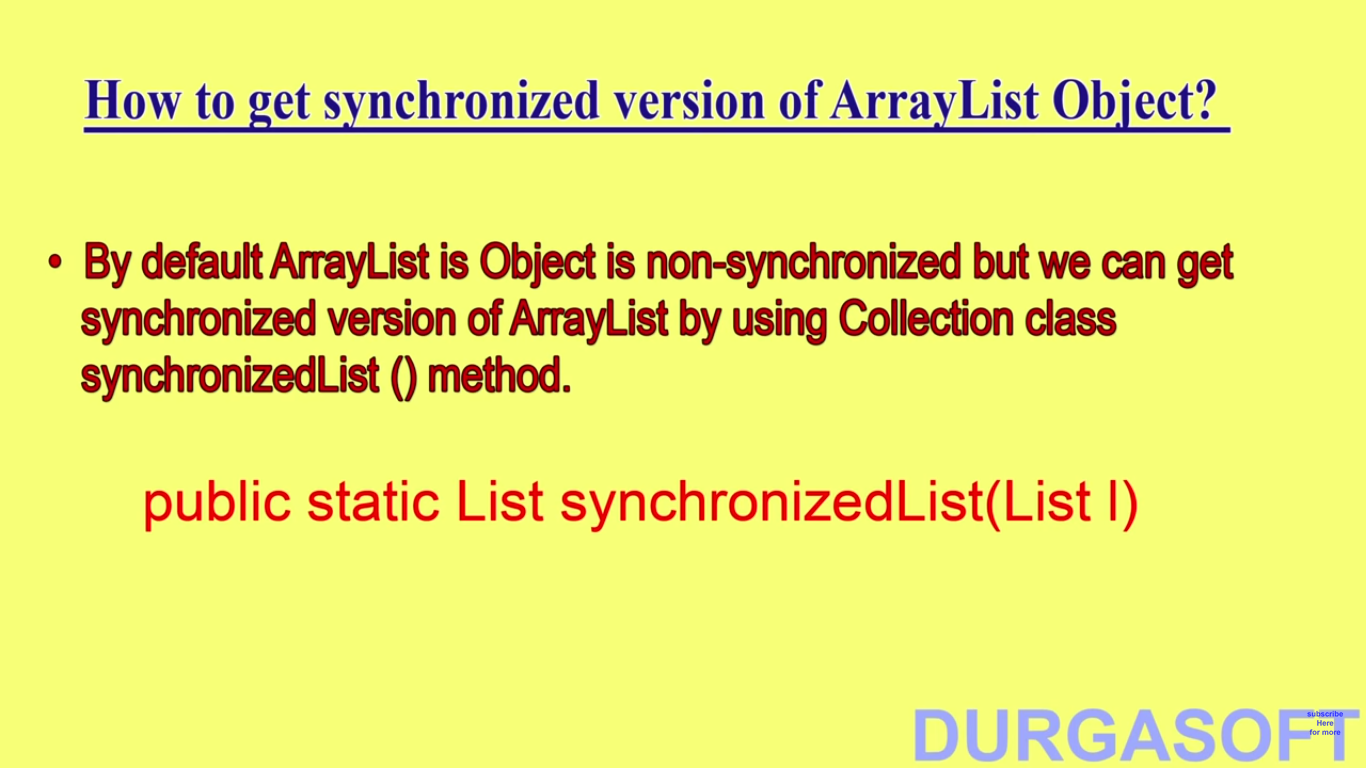 How to get synchronized version of ArrayList Object?
• By default ArrayList is Object is non-synchronized but we can get
synchronized version of ArrayList by using Collection class
synchronizedList () method.
public static List synchronizedList(List l)
DURGASOFT
subscribe
Here
for more